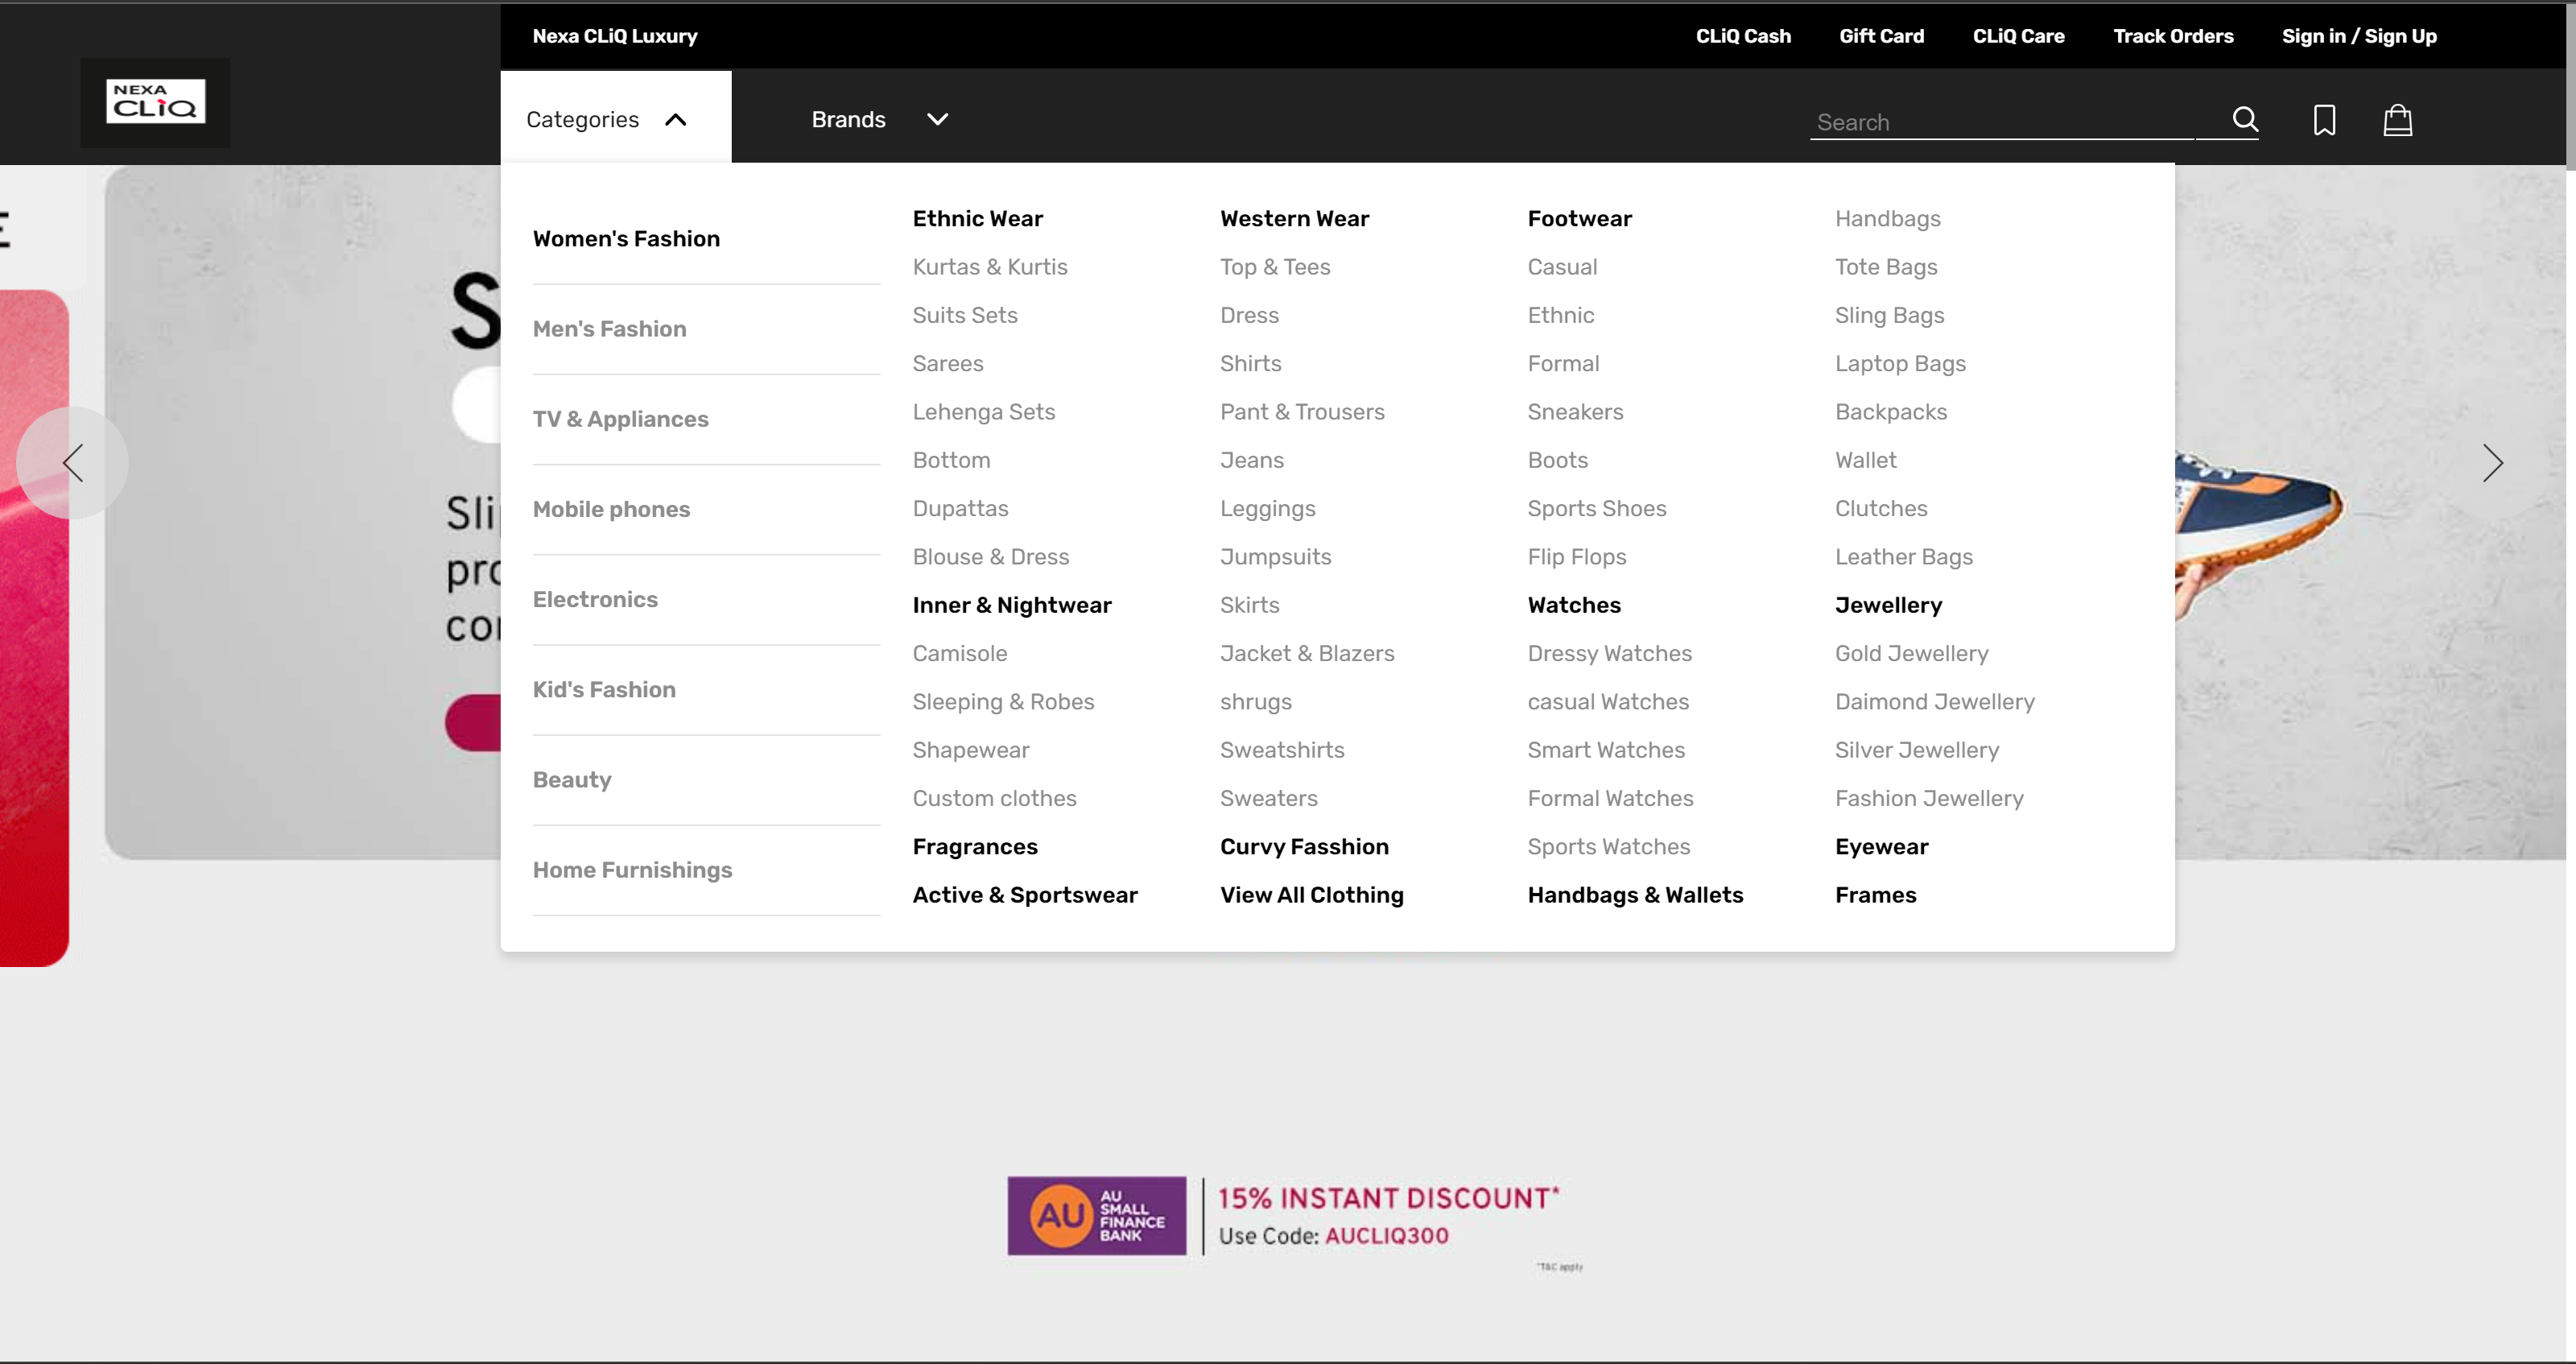 Nexa CLiQ Luxury
CLiQ Cash
Gift Card
CLiQ Care
Track Orders
Sign in / Sign Up
NEXA
CLiQ
Categories
Brands
Search
Women's Fashion
Men's Fashion
TV & Appliances
Mobile phones
Electronics
Kid's Fashion
Beauty
Home Furnishings
Ethnic Wear
Kurtas & Kurtis
Suits Sets
Sarees
Lehenga Sets
Bottom
Dupattas
Blouse & Dress
Inner & Nightwear
Camisole
Sleeping & Robes
Shapewear
Custom clothes
Fragrances
Active & Sportswear
Western Wear
Top & Tees
Dress
Shirts
Pant & Trousers
Jeans
Leggings
Jumpsuits
Skirts
Jacket & Blazers
shrugs
Sweatshirts
Sweaters
Curvy Fasshion
View All Clothing
Footwear
Casual
Ethnic
Formal
Sneakers
Boots
Sports Shoes
Flip Flops
Watches
Dressy Watches
casual Watches
Smart Watches
Formal Watches
Sports Watches
Handbags & Wallets
Handbags
Tote Bags
Sling Bags
Laptop Bags
Backpacks
Wallet
Clutches
Leather Bags
Jewellery
Gold Jewellery
Daimond Jewellery
Silver Jewellery
Fashion Jewellery
Eyewear
Frames
AU
AU
SMALL
FINANCE
BANK
15% INSTANT DISCOUNT*
Use Code: AUCLIQ300
*T&C apply